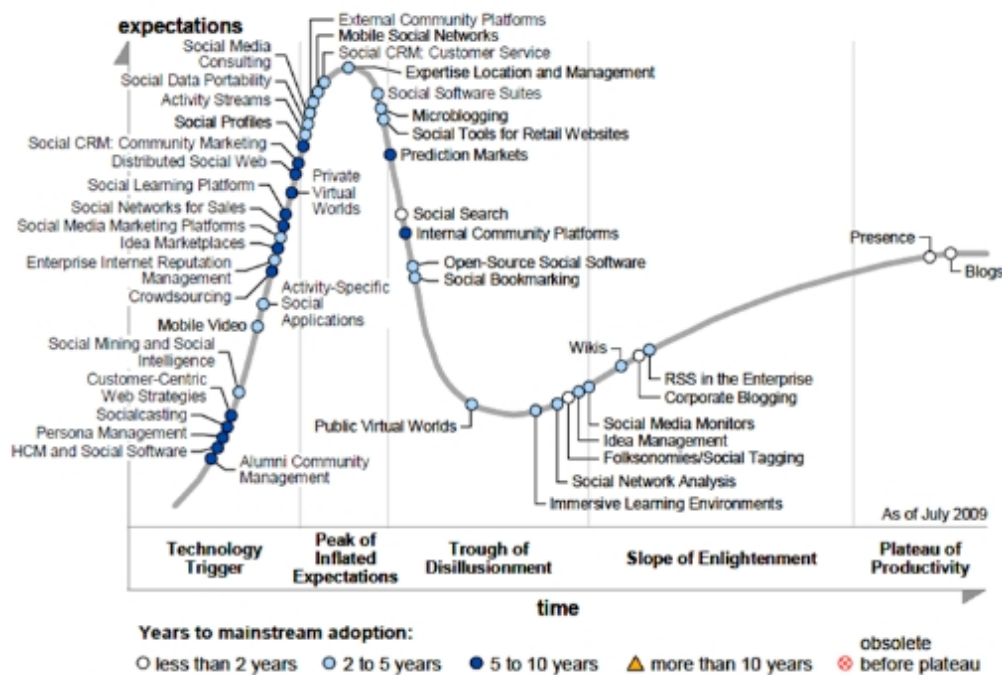 expectations
External Community Platforms
Mobile Social Networks
Social CRM: Customer Service
Social Media
Consulting
Expertise Location and Management
Social Data Portability
Social Software Suites
Activity Streams
Microblogging
Social Profiles
Social Tools for Retail Websites
Social CRM: Community Marketing
Prediction Markets
Distributed Social Web
Private
Virtual
Worlds
Social Learning Platform
Social Networks for Sales
Social Search
Social Media Marketing Platforms
Internal Community Platforms
Idea Marketplaces
Presence
Enterprise Internet Reputation
Management
Open-Source Social Software
Blogs
Social Bookmarking
Crowdsourcing
Activity-Specific
Social
Applications
Mobile Video
Social Mining and Social
Intelligence
Wikis
Customer-Centric
Web Strategies
RSS in the Enterprise
Corporate Blogging
Socialcasting
Public Virtual Worlds
Social Media Monitors
Persona Management
Idea Management
HCM and Social Software
Folksonomies/Social Tagging
Alumni Community
Management
Social Network Analysis
Immersive Learning Environments
As of July 2009
Technology
Trigger
Peak of
Inflated
Expectations
Trough of
Disillusionment
Slope of Enlightenment
Plateau of
Productivity
time
Years to mainstream adoption:
less than 2 years
2 to 5 years
5 to 10 years
more than 10 years
obsolete
before plateau